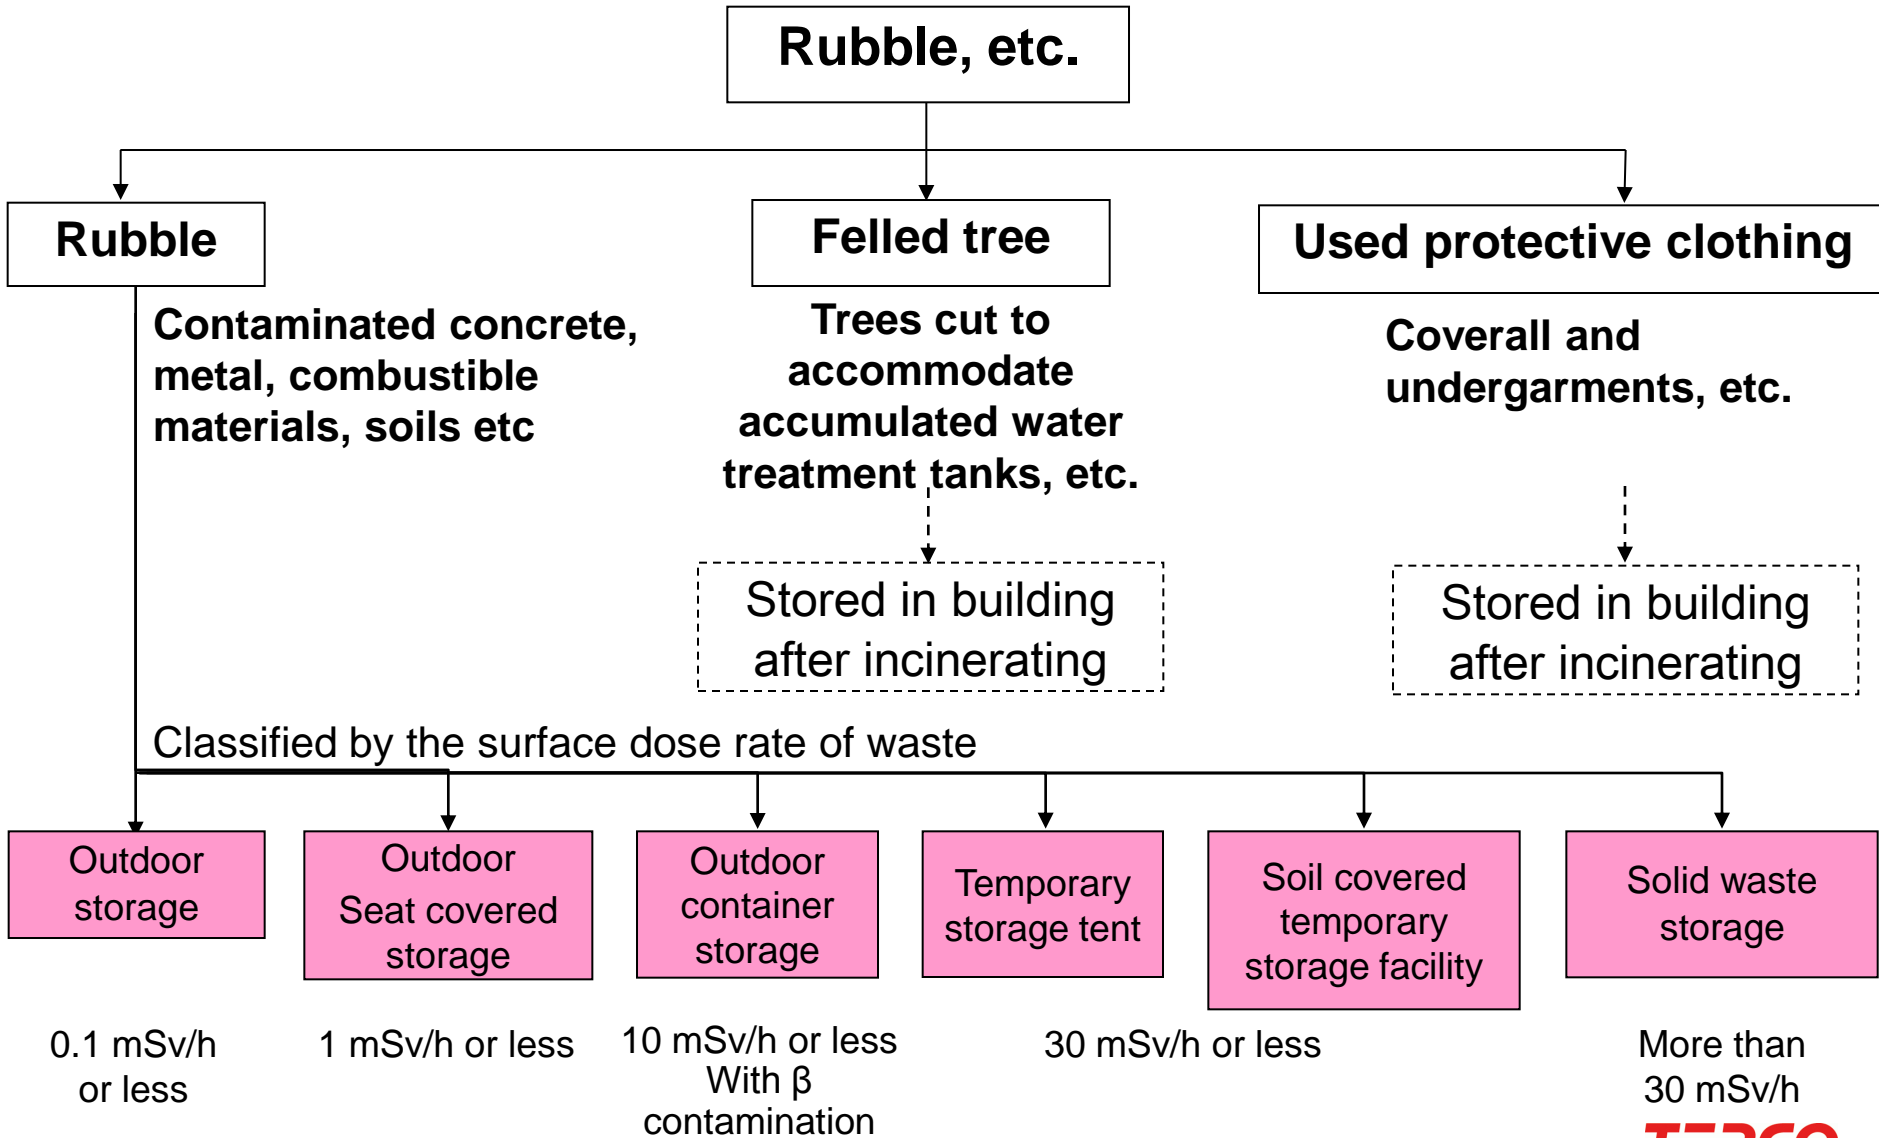 Rubble, etc.
Rubble
Felled tree
Used protective clothing
Contaminated concrete,
metal, combustible
materials, soils etc
Trees cut to
accommodate
accumulated water
treatment tanks, etc.
Coverall and
undergarments, etc.
Stored in building
after incinerating
Stored in building
after incinerating
Classified by the surface dose rate of waste
Outdoor
storage
Outdoor
Seat covered
storage
Outdoor
container
storage
Temporary
storage tent
Soil covered
temporary
storage facility
Solid waste
storage
0.1 mSv/h
or less
1 mSv/h or less
10 mSv/h or less
With β
contamination
30 mSv/h or less
More than
30 mSv/h
TEPCO